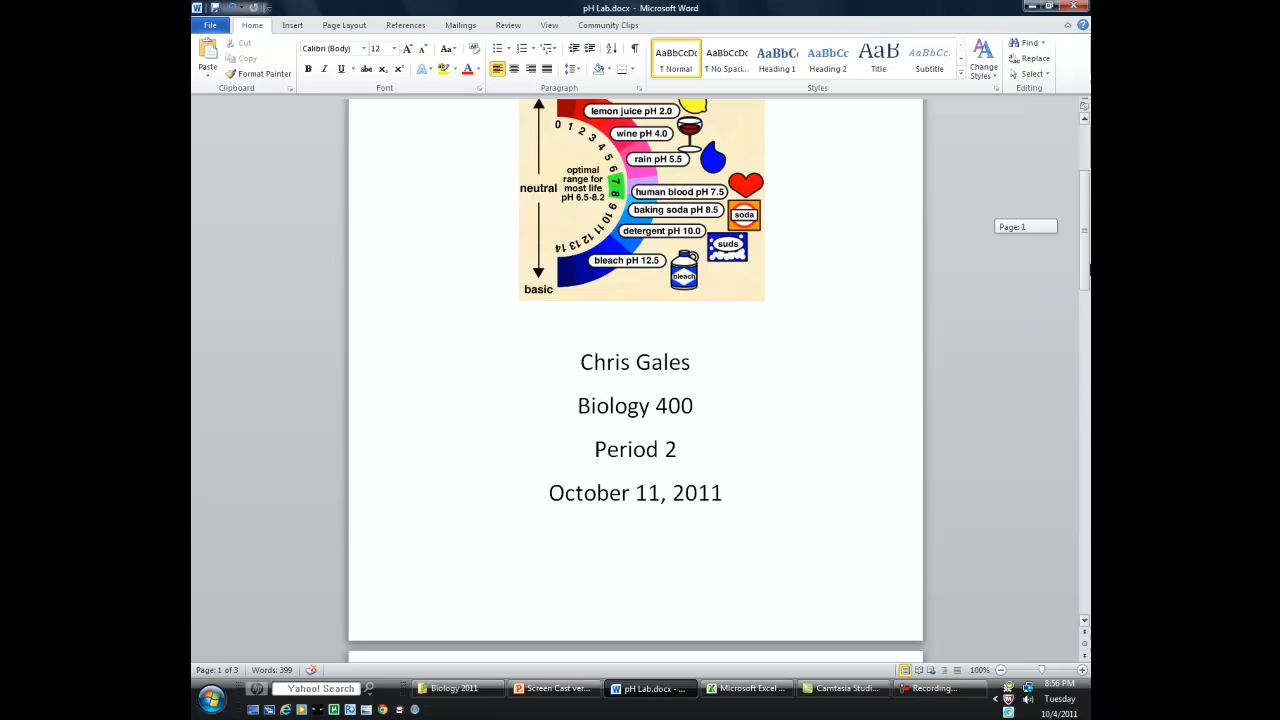 pH Lab.docx - Microsoft Word
File Home Insert Page Layout References Mailings Review View Community Clips
Cut
Copy
Format Painter
Paste
Clipboard
Calibri (Body) 12
Font
Paragraph
AaBbCcDc AaBbCcDc AaBbC AaBbCc AaB AaBbCc.
¶ Normal ¶ No Spaci... Heading 1 Heading 2 Title Subtitle
Change Styles
Styles
Find
Replace
Select
Editing
lemon juice pH 2.0
wine pH 4.0
rain pH 5.5
human blood pH 7.5
baking soda pH 8.5
detergent pH 10.0
bleach pH 12.5
0 1 2 3 4 5 6 7 8 9 10 11 12 13 14
optimal
range for
most life
pH 6.5-8.2
neutral
basic
soda
suds
bleach
Page: 1
Chris Gales
Biology 400
Period 2
October 11, 2011
Page: 1 of 3 Words: 399 100%
Biology 2011 Screen Cast ver... pH Lab.docx - ... Microsoft Excel ... Camtasia Studi... Recording...
Yahoo! Search
8:56 PM
Tuesday
10/4/2011